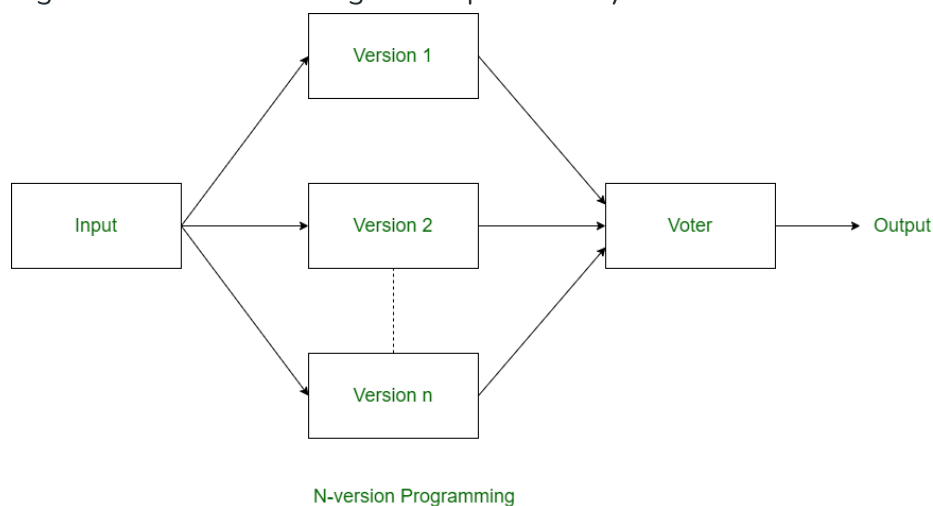 Version 1
Input
Version 2
Voter
Output
Version n
N-version Programming